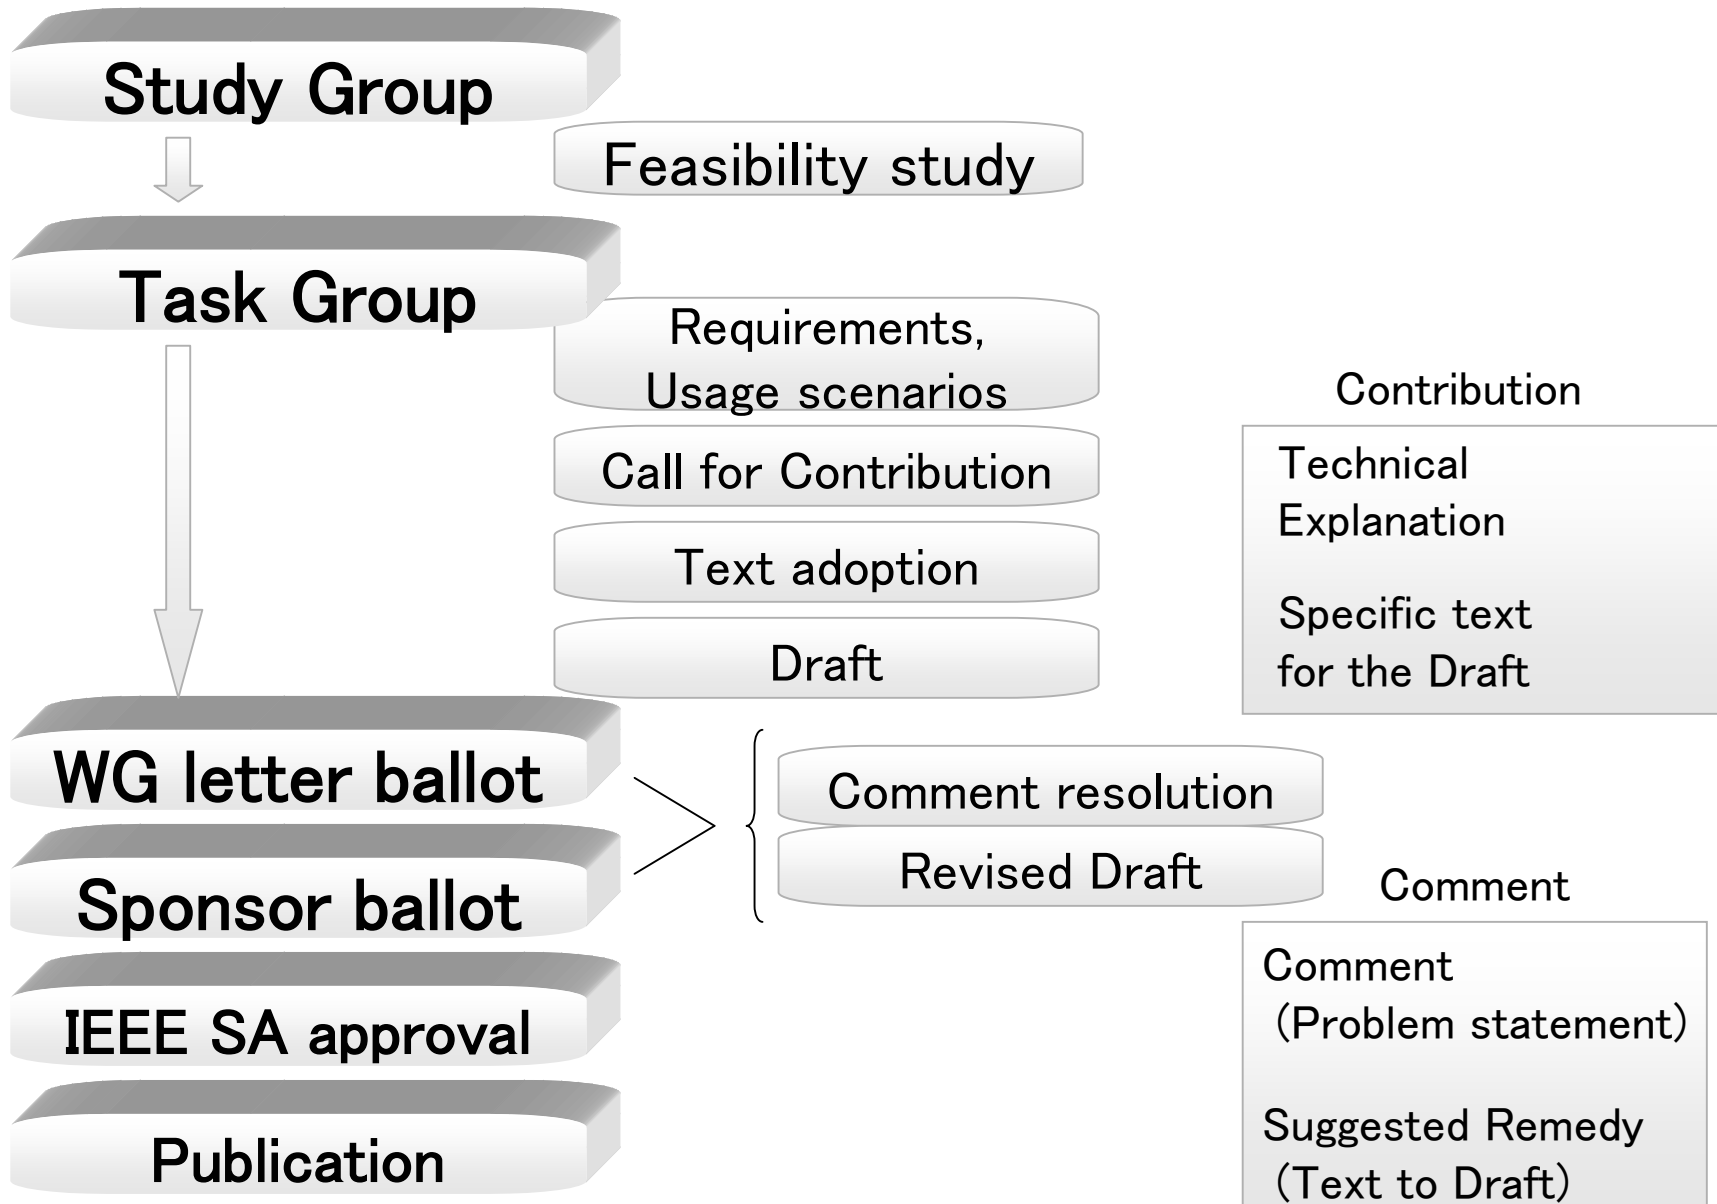 Study Group
Feasibility study
Task Group
Requirements,
Usage scenarios
Call for Contribution
Text adoption
Draft
Contribution
Technical
Explanation
Specific text
for the Draft
WG letter ballot
Sponsor ballot
IEEE SA approval
Publication
Comment resolution
Revised Draft
Comment
Comment
(Problem statement)
Suggested Remedy
(Text to Draft)